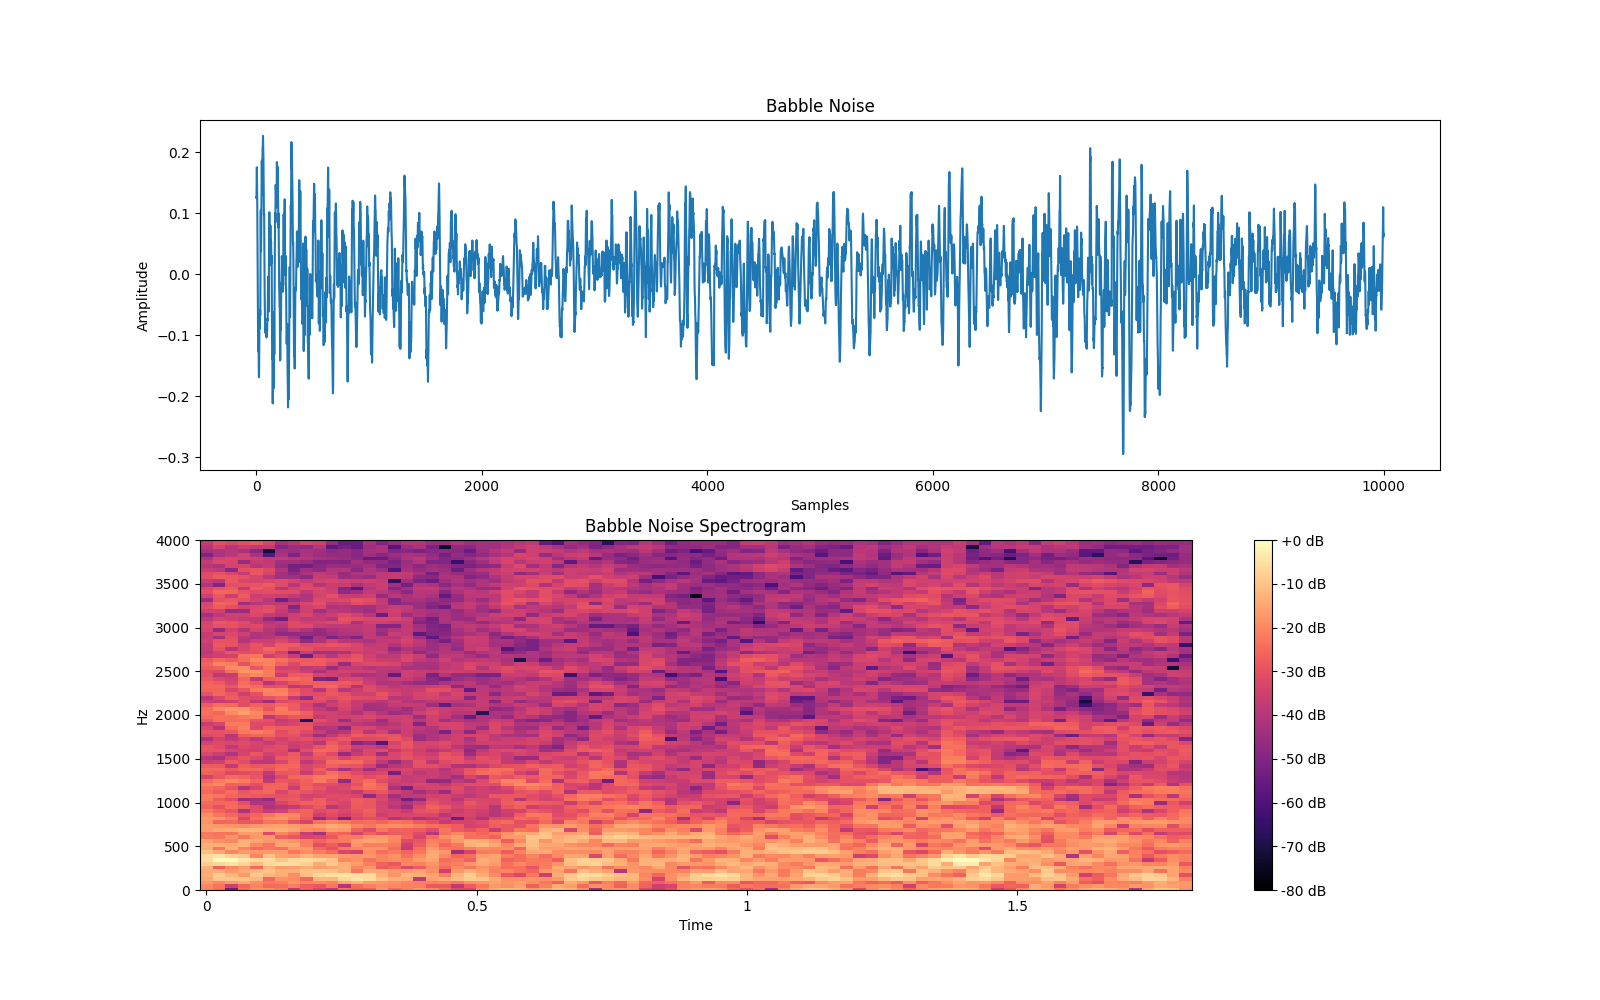 Babble Noise
0.2
0.1
0.0
−0.1
−0.2
−0.3
Amplitude
0 2000 4000 6000 8000 10000
Samples
Babble Noise Spectrogram
4000
3500
3000
2500
2000
1500
1000
500
0
Hz
0 0.5 1 1.5
Time
+0 dB
-10 dB
-20 dB
-30 dB
-40 dB
-50 dB
-60 dB
-70 dB
-80 dB